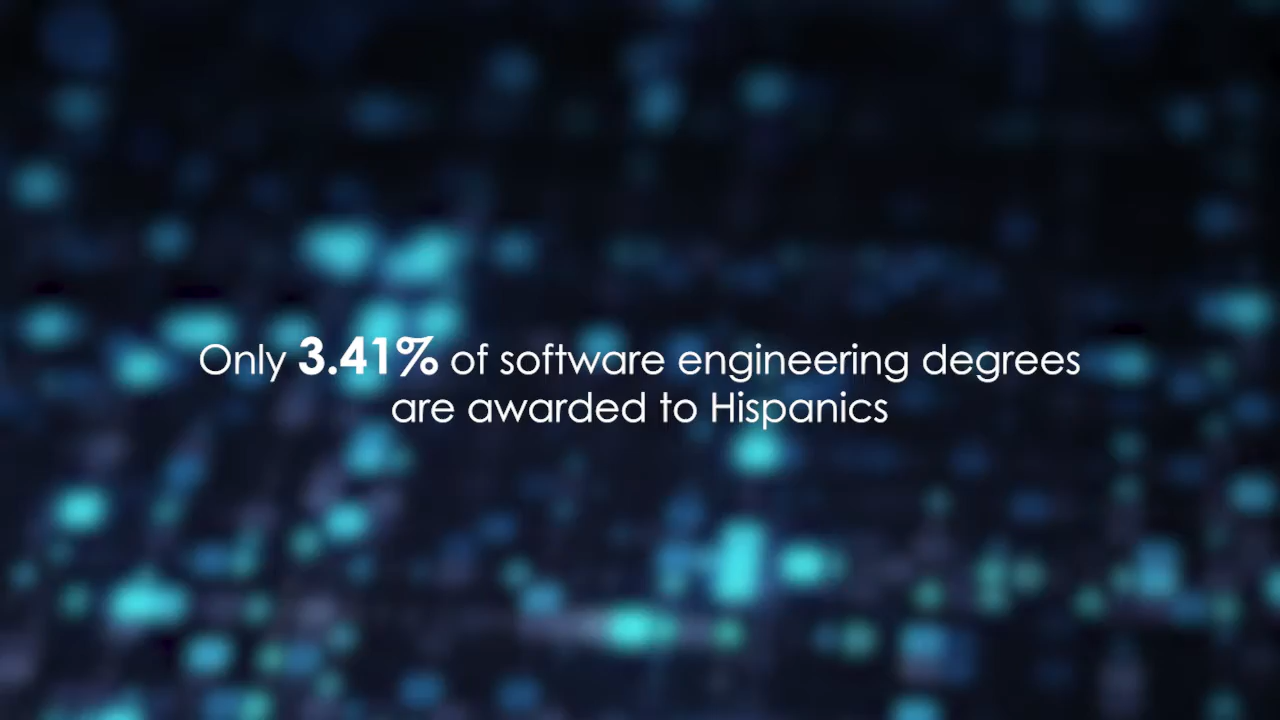 Only 3.41% of software engineering degrees
are awarded to Hispanics